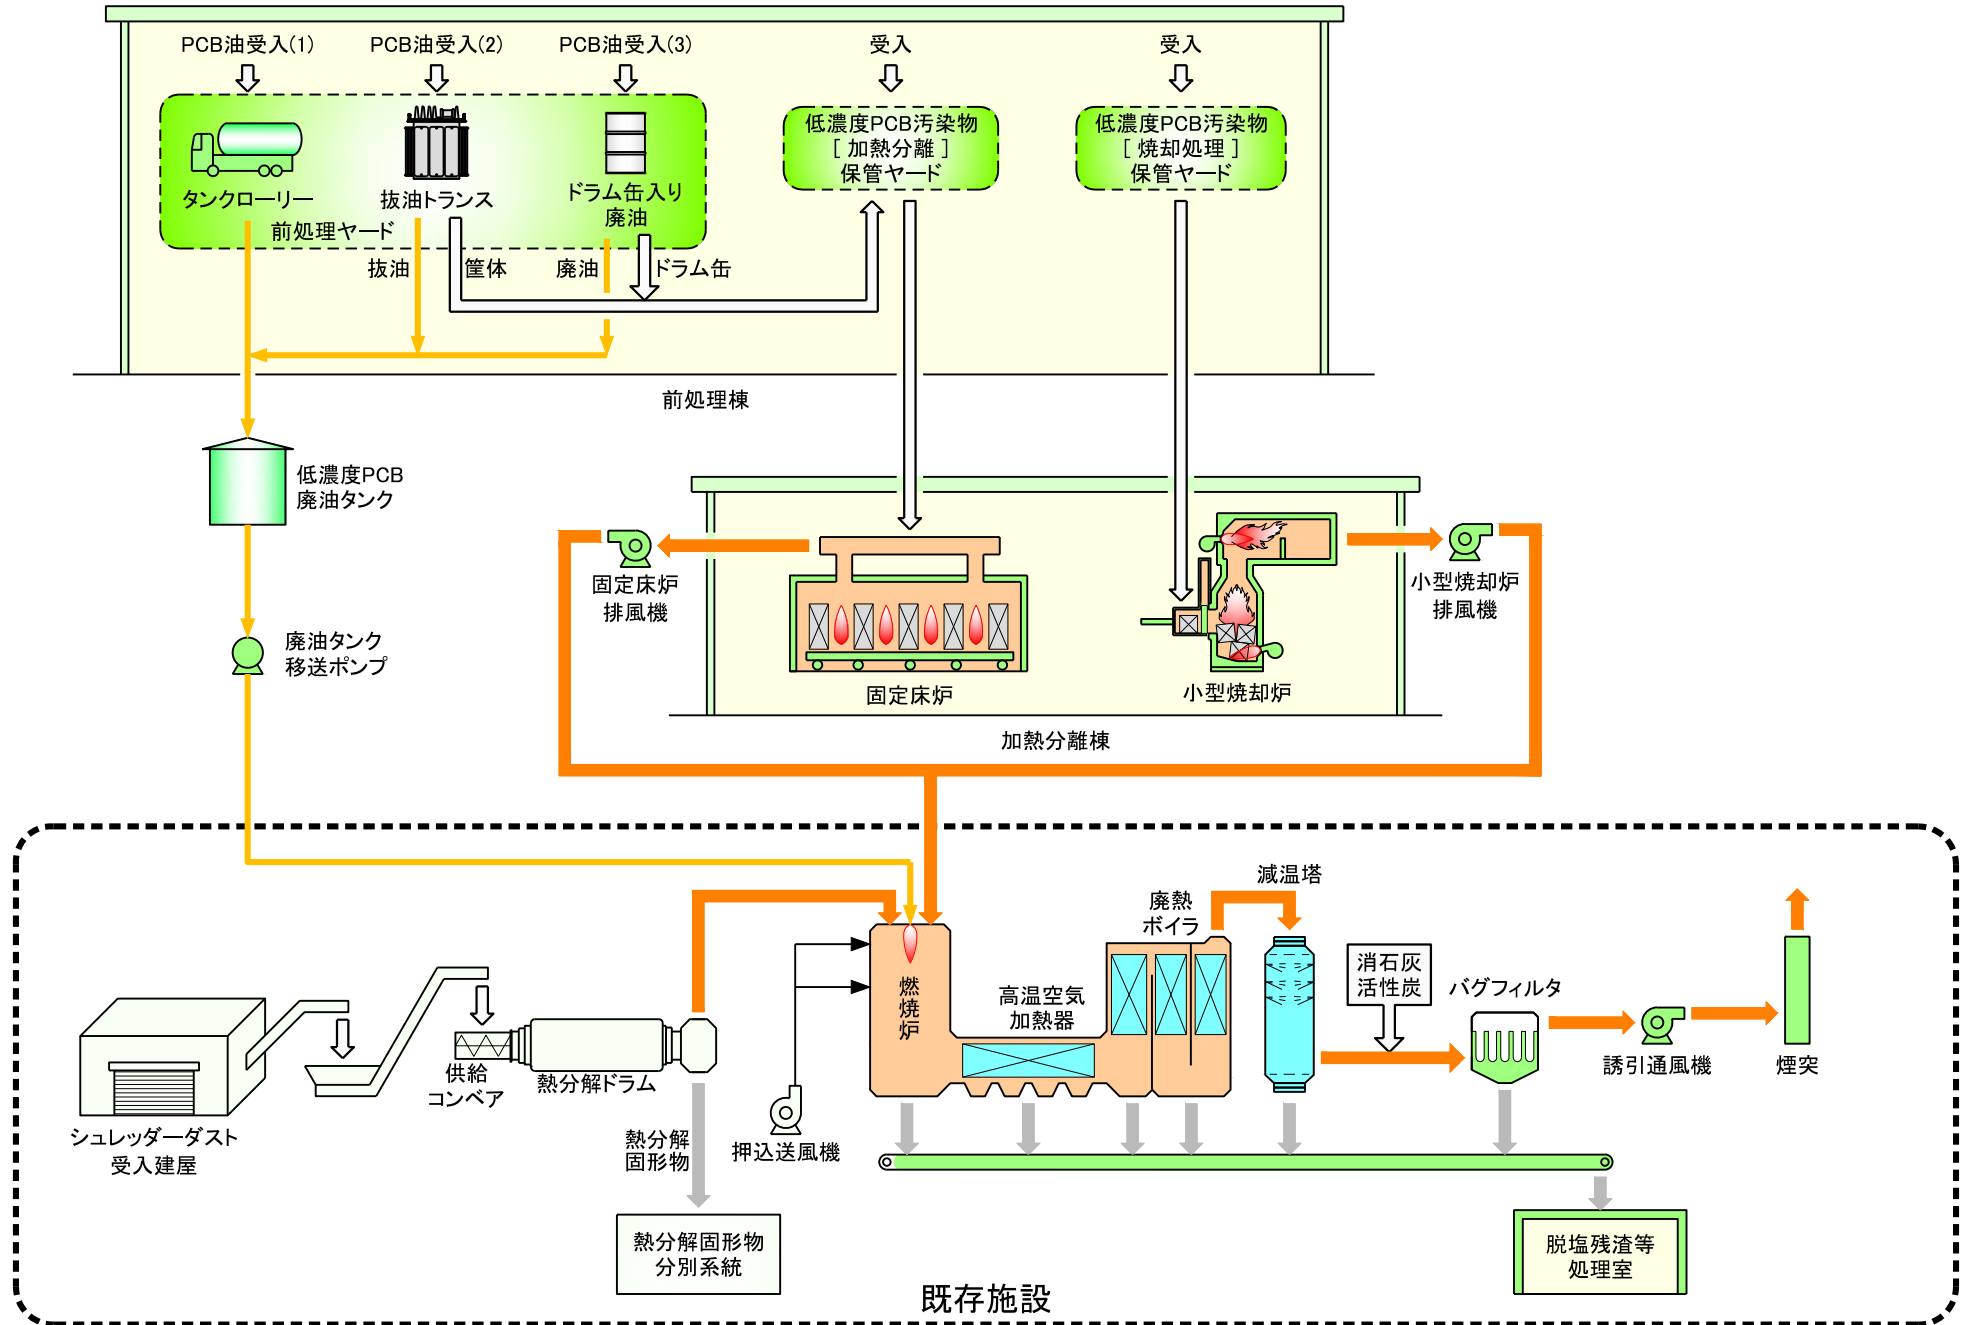 PCB油受入(1)
PCB油受入(2)
PCB油受入(3)
受入
受入
タンクローリー
抜油トランス
ドラム缶入り
廃油
前処理ヤード
低濃度PCB汚染物
[ 加熱分離 ]
保管ヤード
低濃度PCB汚染物
[ 焼却処理 ]
保管ヤード
抜油
筐体
廃油
ドラム缶
前処理棟
低濃度PCB
廃油タンク
廃油タンク
移送ポンプ
固定床炉
排風機
固定床炉
小型焼却炉
小型焼却炉
排風機
加熱分離棟
シュレッダーダスト
受入建屋
供給
コンベア
熱分解ドラム
熱分解
固形物
熱分解固形物
分別系統
押込送風機
燃焼炉
高温空気
加熱器
廃熱
ボイラ
減温塔
消石灰
活性炭
バグフィルタ
誘引通風機
煙突
脱塩残渣等
処理室
既存施設